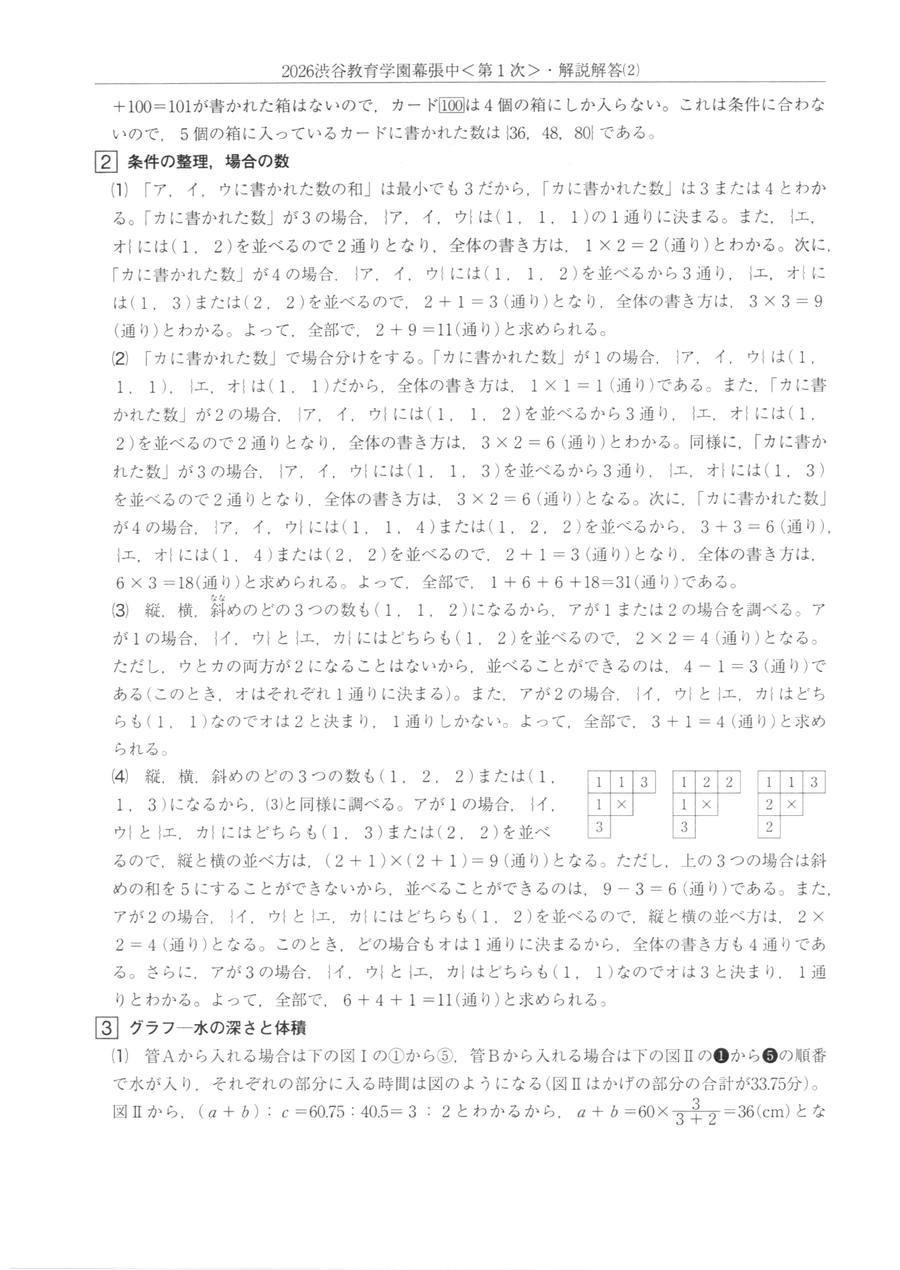 2026渋谷教育学園幕張中＜第1次＞・解説解答(2)
＋100＝101が書かれた箱はないので，カード100は4個の箱にしか入らない。これは条件に合わな
いので，5個の箱に入っているカードに書かれた数は{36，48，80}である。
2 条件の整理，場合の数
(1) 「ア，イ，ウに書かれた数の和」は最小でも3だから，「カに書かれた数」は3または4とわか
る。「カに書かれた数」が3の場合，{ア，イ，ウ}は(1，1，1)の1通りに決まる。また，{エ，
オ}には(1，2)を並べるので2通りとなり，全体の書き方は，1×2＝2(通り)とわかる。次に，
「カに書かれた数」が4の場合，{ア，イ，ウ}には(1，1，2)を並べるから3通り，{エ，オ}に
は(1，3)または(2，2)を並べるので，2＋1＝3(通り)となり，全体の書き方は，3×3＝9
(通り)とわかる。よって，全部で，2＋9＝11(通り)と求められる。
(2) 「カに書かれた数」で場合分けをする。「カに書かれた数」が1の場合，{ア，イ，ウ}は(1，
1，1)，{エ，オ}は(1，1)だから，全体の書き方は，1×1＝1(通り)である。また，「カに書
かれた数」が2の場合，{ア，イ，ウ}には(1，1，2)を並べるから3通り，{エ，オ}には(1，
2)を並べるので2通りとなり，全体の書き方は，3×2＝6(通り)とわかる。同様に，「カに書か
れた数」が3の場合，{ア，イ，ウ}には(1，1，3)を並べるから3通り，{エ，オ}には(1，3)
を並べるので2通りとなり，全体の書き方は，3×2＝6(通り)となる。次に，「カに書かれた数」
が4の場合，{ア，イ，ウ}には(1，1，4)または(1，2，2)を並べるから，3＋3＝6(通り)，
{エ，オ}には(1，4)または(2，2)を並べるので，2＋1＝3(通り)となり，全体の書き方は，
6×3＝18(通り)と求められる。よって，全部で，1＋6＋6＋18＝31(通り)である。
なな
(3) 縦，横，斜めのどの3つの数も(1，1，2)になるから，アが1または2の場合を調べる。ア
が1の場合，{イ，ウ}と{エ，カ}にはどちらも(1，2)を並べるので，2×2＝4(通り)となる。
ただし，ウとカの両方が2になることはないから，並べることができるのは，4－1＝3(通り)で
ある(このとき，オはそれぞれ1通りに決まる)。また，アが2の場合，{イ，ウ}と{エ，カ}はどち
らも(1，1)なのでオは2と決まり，1通りしかない。よって，全部で，3＋1＝4(通り)と求め
られる。
(4) 縦，横，斜めのどの3つの数も(1，2，2)または(1，
1，3)になるから，(3)と同様に調べる。アが1の場合，{イ，
ウ}と{エ，カ}にはどちらも(1，3)または(2，2)を並べ
1 1 3
1 ×
3
1 2 2
1 ×
3
1 1 3
2 ×
2
るので，縦と横の並べ方は，(2＋1)×(2＋1)＝9(通り)となる。ただし，上の3つの場合は斜
めの和を5にすることができないから，並べることができるのは，9－3＝6(通り)である。また，
アが2の場合，{イ，ウ}と{エ，カ}にはどちらも(1，2)を並べるので，縦と横の並べ方は，2×
2＝4(通り)となる。このとき，どの場合もオは1通りに決まるから，全体の書き方も4通りであ
る。さらに，アが3の場合，{イ，ウ}と{エ，カ}はどちらも(1，1)なのでオは3と決まり，1通
りとわかる。よって，全部で，6＋4＋1＝11(通り)と求められる。
3 グラフ―水の深さと体積
(1) 管Aから入れる場合は下の図Ⅰの①から⑤，管Bから入れる場合は下の図Ⅱの❶から❺の順番
で水が入り，それぞれの部分に入る時間は図のようになる(図Ⅱはかげの部分の合計が33.75分)。
図Ⅱから，(a＋b)：c＝60.75：40.5＝3：2とわかるから，a＋b＝60×3/(3＋2)＝36(cm)とな